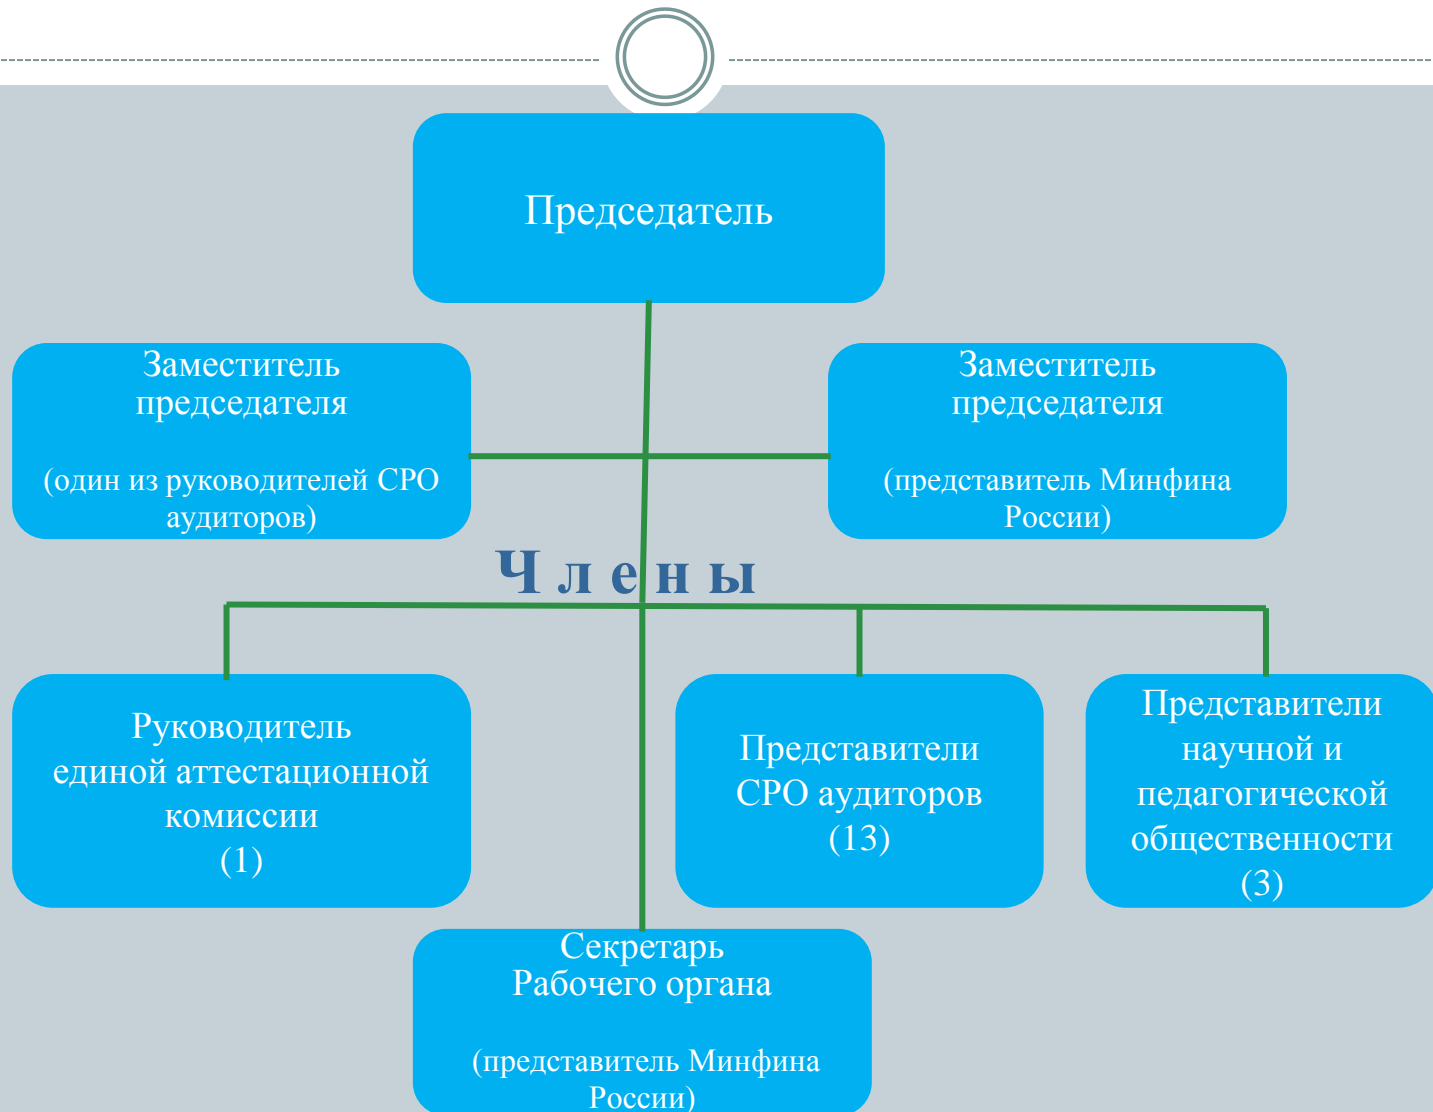 Председатель
Заместитель
председателя
(один из руководителей СРО
аудиторов)
Заместитель
председателя
(представитель Минфина
России)
Члены
Руководитель
единой аттестационной
комиссии
(1)
Представители
СРО аудиторов
(13)
Представители
научной и
педагогической
общественности
(3)
Секретарь
Рабочего органа
(представитель Минфина
России)